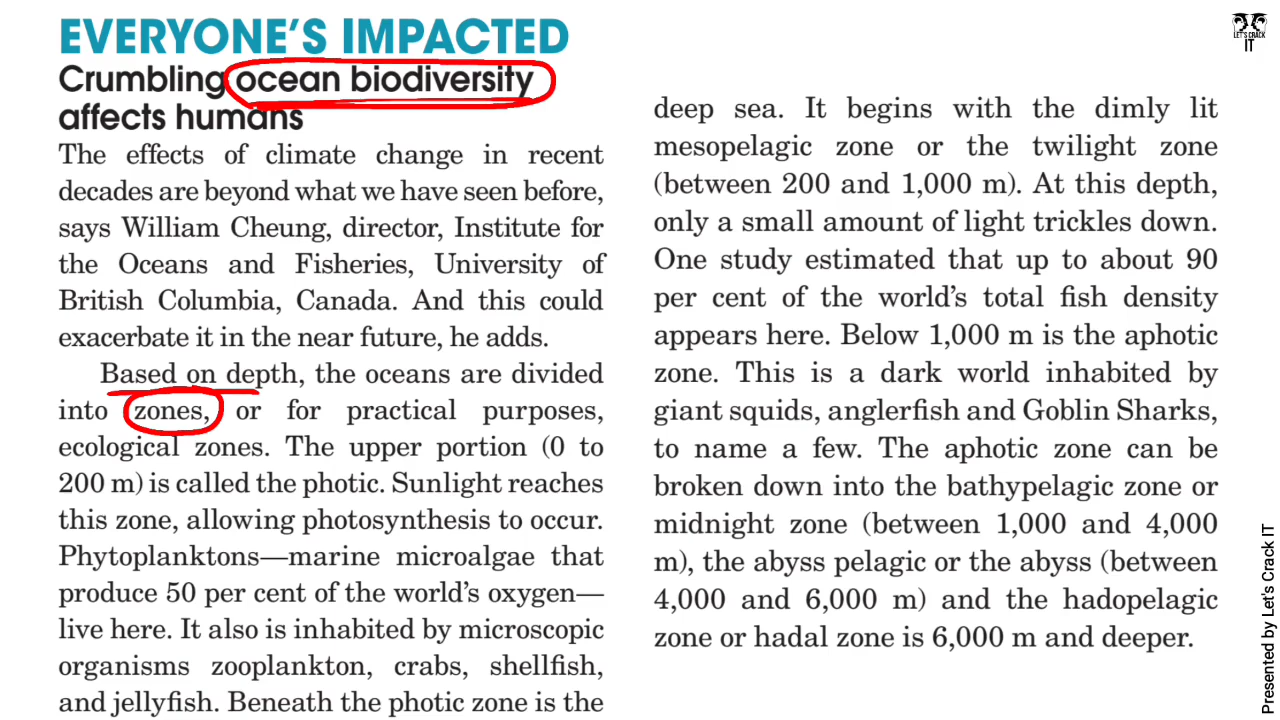 EVERYONE'S IMPACTED
Crumbling ocean biodiversity
affects humans
The effects of climate change in recent
decades are beyond what we have seen before,
says William Cheung, director, Institute for
the Oceans and Fisheries, University of
British Columbia, Canada. And this could
exacerbate it in the near future, he adds.
Based on depth, the oceans are divided
into zones, or for practical purposes,
ecological zones. The upper portion (0 to
200 m) is called the photic. Sunlight reaches
this zone, allowing photosynthesis to occur.
Phytoplanktons—marine microalgae that
produce 50 per cent of the world's oxygen—
live here. It also is inhabited by microscopic
organisms zooplankton, crabs, shellfish,
and jellyfish. Beneath the photic zone is the
deep sea. It begins with the dimly lit
mesopelagic zone or the twilight zone
(between 200 and 1,000 m). At this depth,
only a small amount of light trickles down.
One study estimated that up to about 90
per cent of the world's total fish density
appears here. Below 1,000 m is the aphotic
zone. This is a dark world inhabited by
giant squids, anglerfish and Goblin Sharks,
to name a few. The aphotic zone can be
broken down into the bathypelagic zone or
midnight zone (between 1,000 and 4,000
m), the abyss pelagic or the abyss (between
4,000 and 6,000 m) and the hadopelagic
zone or hadal zone is 6,000 m and deeper.
LET'S CRACK
IT
Presented by Let's Crack IT